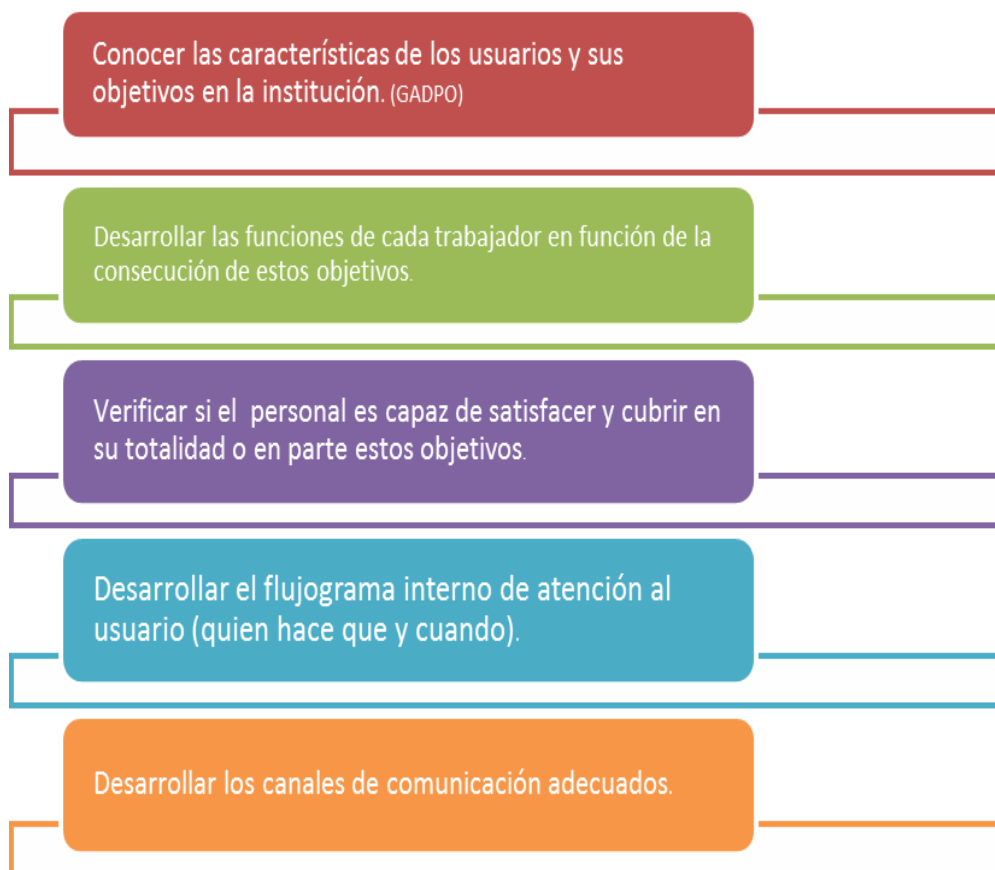 Conocer las características de los usuarios y sus
objetivos en la institución. (GADPO)
Desarrollar las funciones de cada trabajador en función de la
consecución de estos objetivos.
Verificar si el personal es capaz de satisfacer y cubrir en
su totalidad o en parte estos objetivos.
Desarrollar el flujograma interno de atención al
usuario (quien hace que y cuando).
Desarrollar los canales de comunicación adecuados.